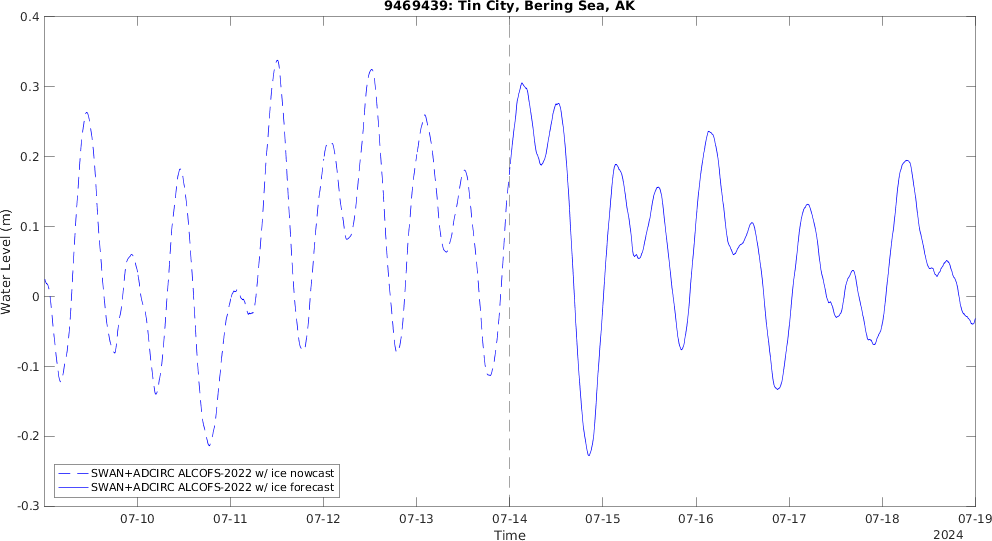 9469439: Tin City, Bering Sea, AK
0.4
0.3
0.2
0.1
0
-0.1
-0.2
-0.3
Water Level (m)
SWAN+ADCIRC ALCOFS-2022 w/ ice nowcast
SWAN+ADCIRC ALCOFS-2022 w/ ice forecast
07-10 07-11 07-12 07-13 07-14 07-15 07-16 07-17 07-18 07-19
Time
2024